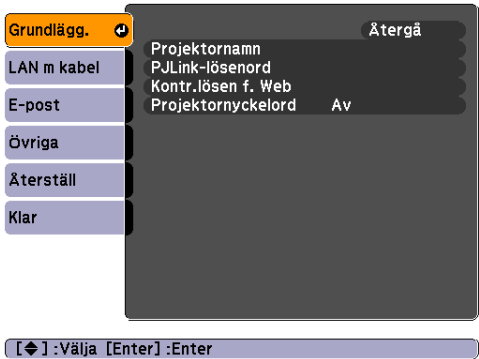 Grundlägg.
LAN m kabel
E-post
Övriga
Återställ
Klar
Återgå
Projektornamn
PJLink-lösenord
Kontr.lösen f. Web
Projektornyckelord Av
[◆] :Välja [Enter] :Enter